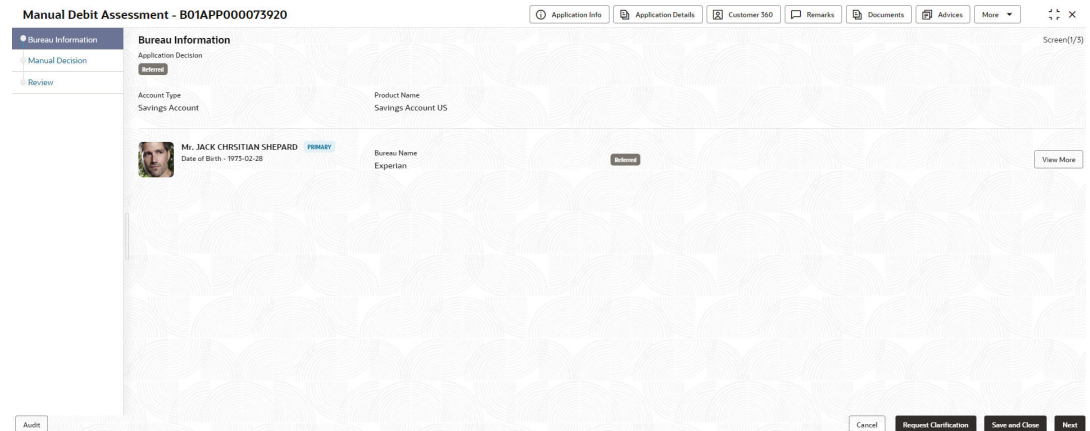 Manual Debit Assessment - B01APP000073920
Application Info
Application Details
Customer 360
Remarks
Documents
Advices
More
Bureau Information
Manual Decision
Review
Bureau Information
Screen(1/3)
Application Decision
Referred
Account Type
Product Name
Savings Account
Savings Account US
Mr. JACK CHRSITIAN SHEPARD PRIMARY
Date of Birth - 1973-02-28
Bureau Name
Experian
Referred
View More
Audit
Cancel
Request Clarification
Save and Close
Next